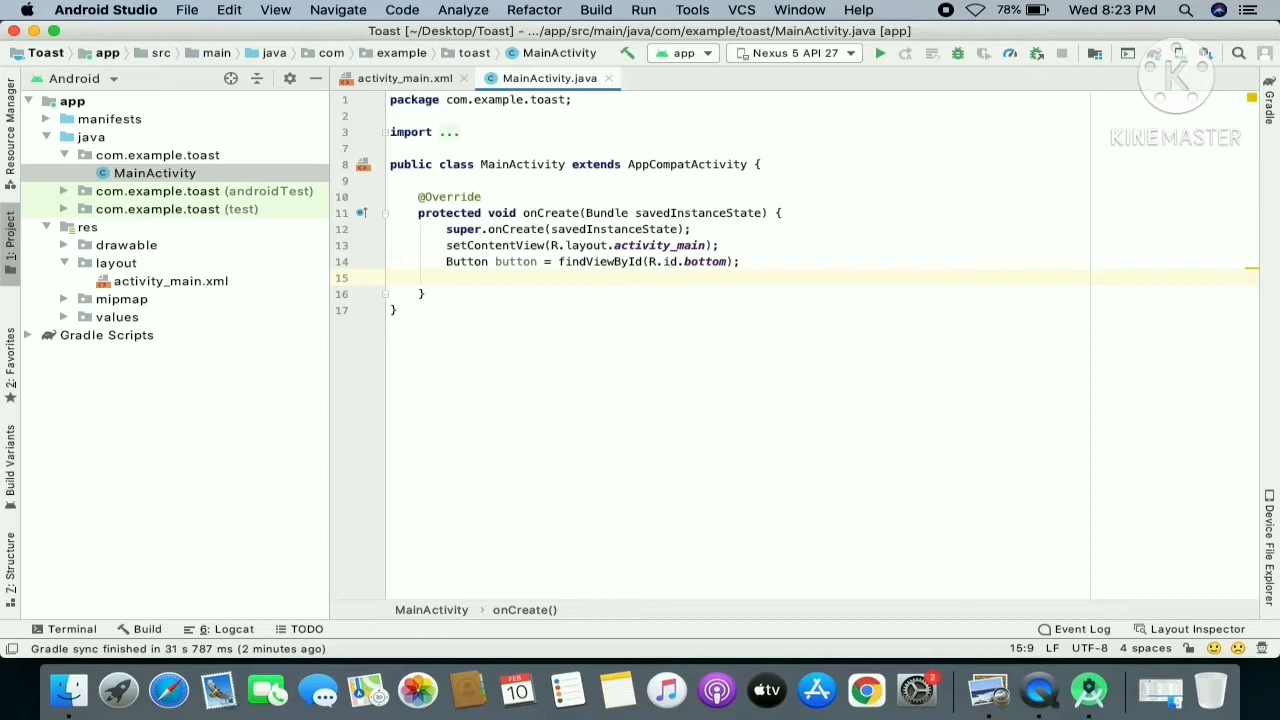 Android Studio File Edit View Navigate Code Analyze Refactor Build Run Tools VCS Window Help 78% Wed 8:23 PM
Toast [~/Desktop/Toast] - .../app/src/main/java/com/example/toast/MainActivity.java [app]
Toast app src main java com example toast MainActivity app Nexus 5 API 27
Android activity_main.xml MainActivity.java
KINEMASTER
Resource Manager
1: Project
2: Favorites
Build Variants
Z: Structure
Gradle
Device File Explorer
app
manifests
java
com.example.toast
MainActivity
com.example.toast (androidTest)
com.example.toast (test)
res
drawable
layout
activity_main.xml
mipmap
values
Gradle Scripts
1 package com.example.toast;
2
3 import ...
7
8 public class MainActivity extends AppCompatActivity {
9
10 @Override
11 protected void onCreate(Bundle savedInstanceState) {
12 super.onCreate(savedInstanceState);
13 setContentView(R.layout.activity_main);
14 Button button = findViewById(R.id.bottom);
15
16 }
17 }
MainActivity › onCreate()
Terminal Build 6: Logcat TODO Event Log Layout Inspector
Gradle sync finished in 31 s 787 ms (2 minutes ago) 15:9 LF UTF-8 4 spaces
FEB 10 tv 2